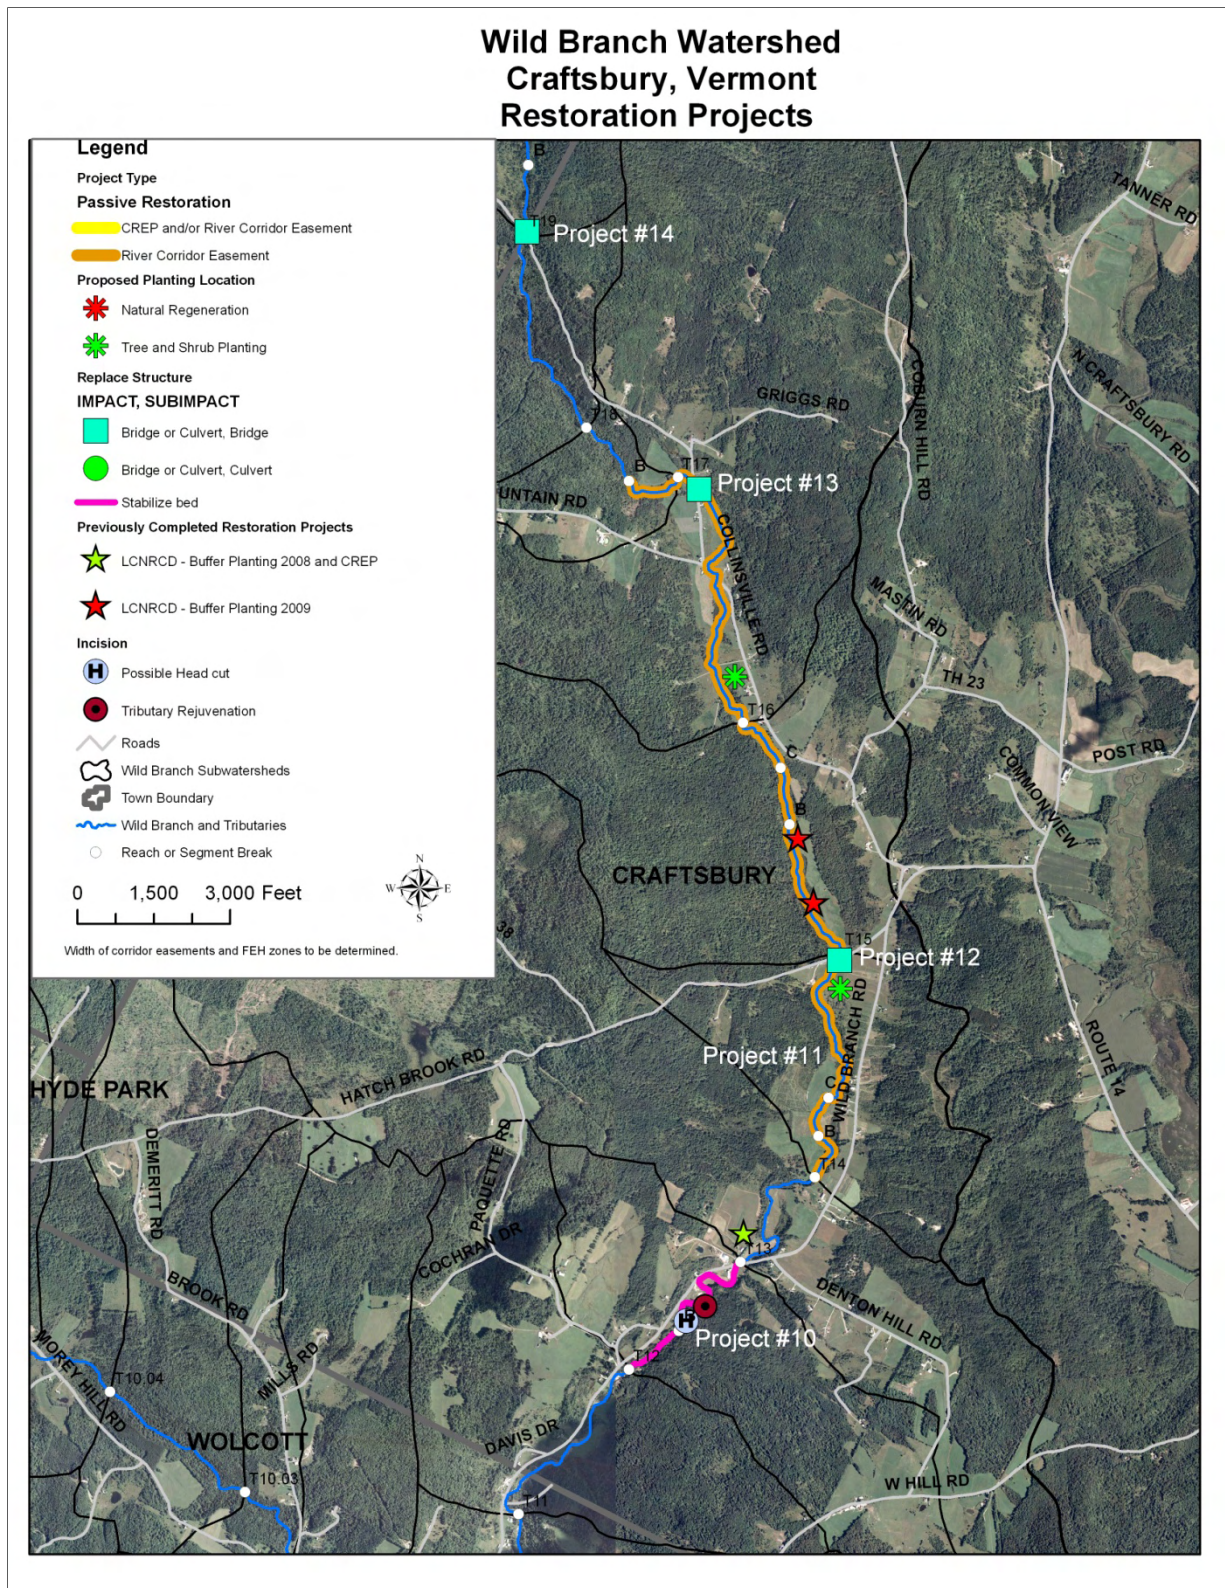 Wild Branch Watershed
Craftsbury, Vermont
Restoration Projects
Legend
Project Type
Passive Restoration
CREP and/or River Corridor Easement
River Corridor Easement
Proposed Planting Location
Natural Regeneration
Tree and Shrub Planting
Replace Structure
IMPACT, SUBIMPACT
Bridge or Culvert, Bridge
Bridge or Culvert, Culvert
Stabilize bed
Previously Completed Restoration Projects
LCNRCD - Buffer Planting 2008 and CREP
LCNRCD - Buffer Planting 2009
Incision
H Possible Head cut
Tributary Rejuvenation
Roads
Wild Branch Subwatersheds
Town Boundary
Wild Branch and Tributaries
Reach or Segment Break
0 1,500 3,000 Feet
N
W E
S
Width of corridor easements and FEH zones to be determined.
B
T19
Project #14
TANNER RD
COBURN HILL RD
N CRAFTSBURY RD
GRIGGS RD
T18
B
T17
Project #13
UNTAIN RD
COLLINSVILLE RD
MASTIN RD
TH 23
T16
POST RD
COMMONVIEW
C
B
CRAFTSBURY
38
T15
Project #12
WILD BRANCH RD
ROUTE 14
Project #11
HATCH BROOK RD
HYDE PARK
C
B
T14
DEMERITT RD
PAQUETTE RD
COCHRAN DR
T13
DENTON HILL RD
BROOK RD
H
Project #10
MOREY HILL RD
MILLS RD
T12
T10.04
WOLCOTT
DAVIS DR
T10.03
W HILL RD
T11